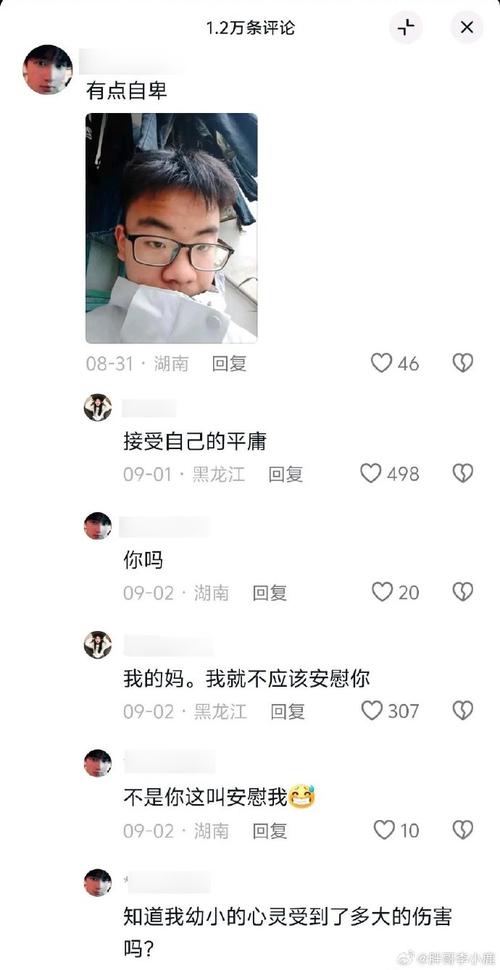 1.2万条评论
有点自卑
08-31 · 湖南 回复 46
接受自己的平庸
09-01 · 黑龙江 回复 498
你吗
09-02 · 湖南 回复 20
我的妈。我就不应该安慰你
09-02 · 黑龙江 回复 307
不是你这叫安慰我😅
09-02 · 湖南 回复 10
知道我幼小的心灵受到了多大的伤害
吗?
@胖哥李小鹿